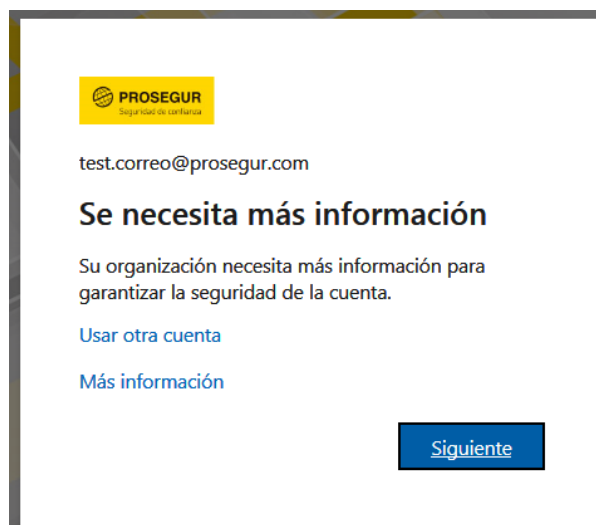 PROSEGUR
Seguridad de confianza
test.correo@prosegur.com
Se necesita más información
Su organización necesita más información para
garantizar la seguridad de la cuenta.
Usar otra cuenta
Más información
Siguiente